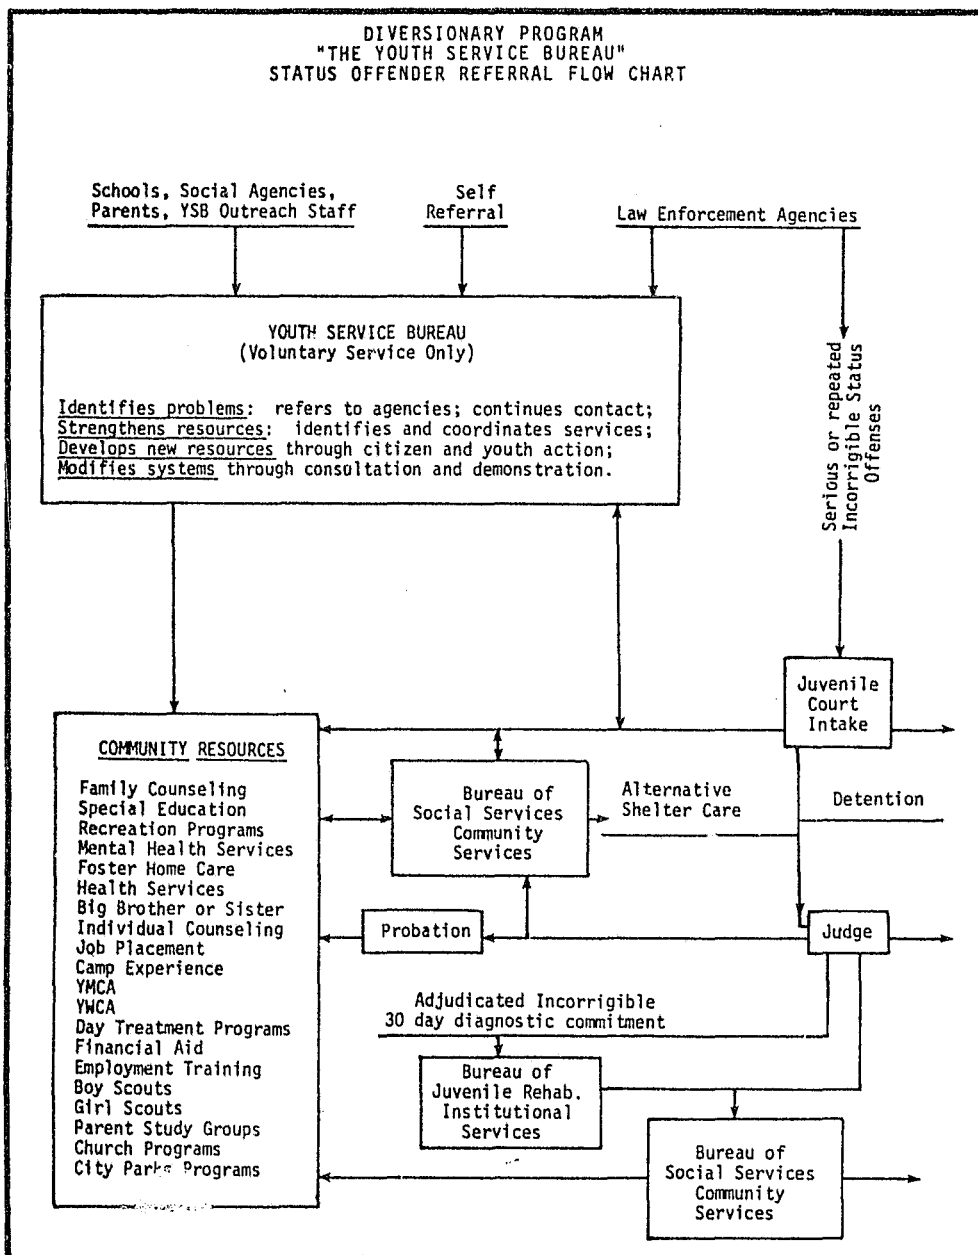 DIVERSIONARY PROGRAM
"THE YOUTH SERVICE BUREAU"
STATUS OFFENDER REFERRAL FLOW CHART
Schools, Social Agencies,
Parents, YSB Outreach Staff
Self
Referral
Law Enforcement Agencies
YOUTH SERVICE BUREAU
(Voluntary Service Only)
Identifies problems: refers to agencies; continues contact;
Strengthens resources: identifies and coordinates services;
Develops new resources through citizen and youth action;
Modifies systems through consultation and demonstration.
Serious or repeated
Incorrigible Status
Offenses
Juvenile
Court
Intake
COMMUNITY RESOURCES
Family Counseling
Special Education
Recreation Programs
Mental Health Services
Foster Home Care
Health Services
Big Brother or Sister
Individual Counseling
Job Placement
Camp Experience
YMCA
YWCA
Day Treatment Programs
Financial Aid
Employment Training
Boy Scouts
Girl Scouts
Parent Study Groups
Church Programs
City Parks Programs
Bureau of
Social Services
Community
Services
Alternative
Shelter Care
Detention
Probation
Judge
Adjudicated Incorrigible
30 day diagnostic commitment
Bureau of
Juvenile Rehab.
Institutional
Services
Bureau of
Social Services
Community
Services